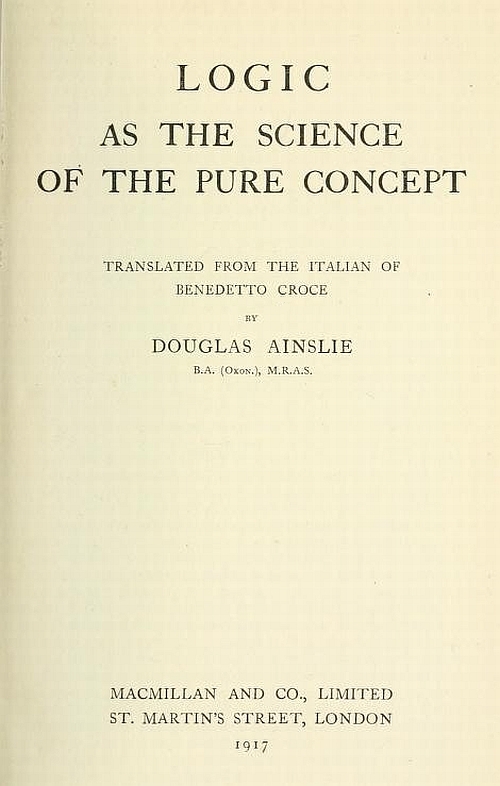 LOGIC
AS THE SCIENCE
OF THE PURE CONCEPT
TRANSLATED FROM THE ITALIAN OF
BENEDETTO CROCE
BY
DOUGLAS AINSLIE
B.A. (Oxon.), M.R.A.S.
MACMILLAN AND CO., LIMITED
ST. MARTIN'S STREET, LONDON
1917